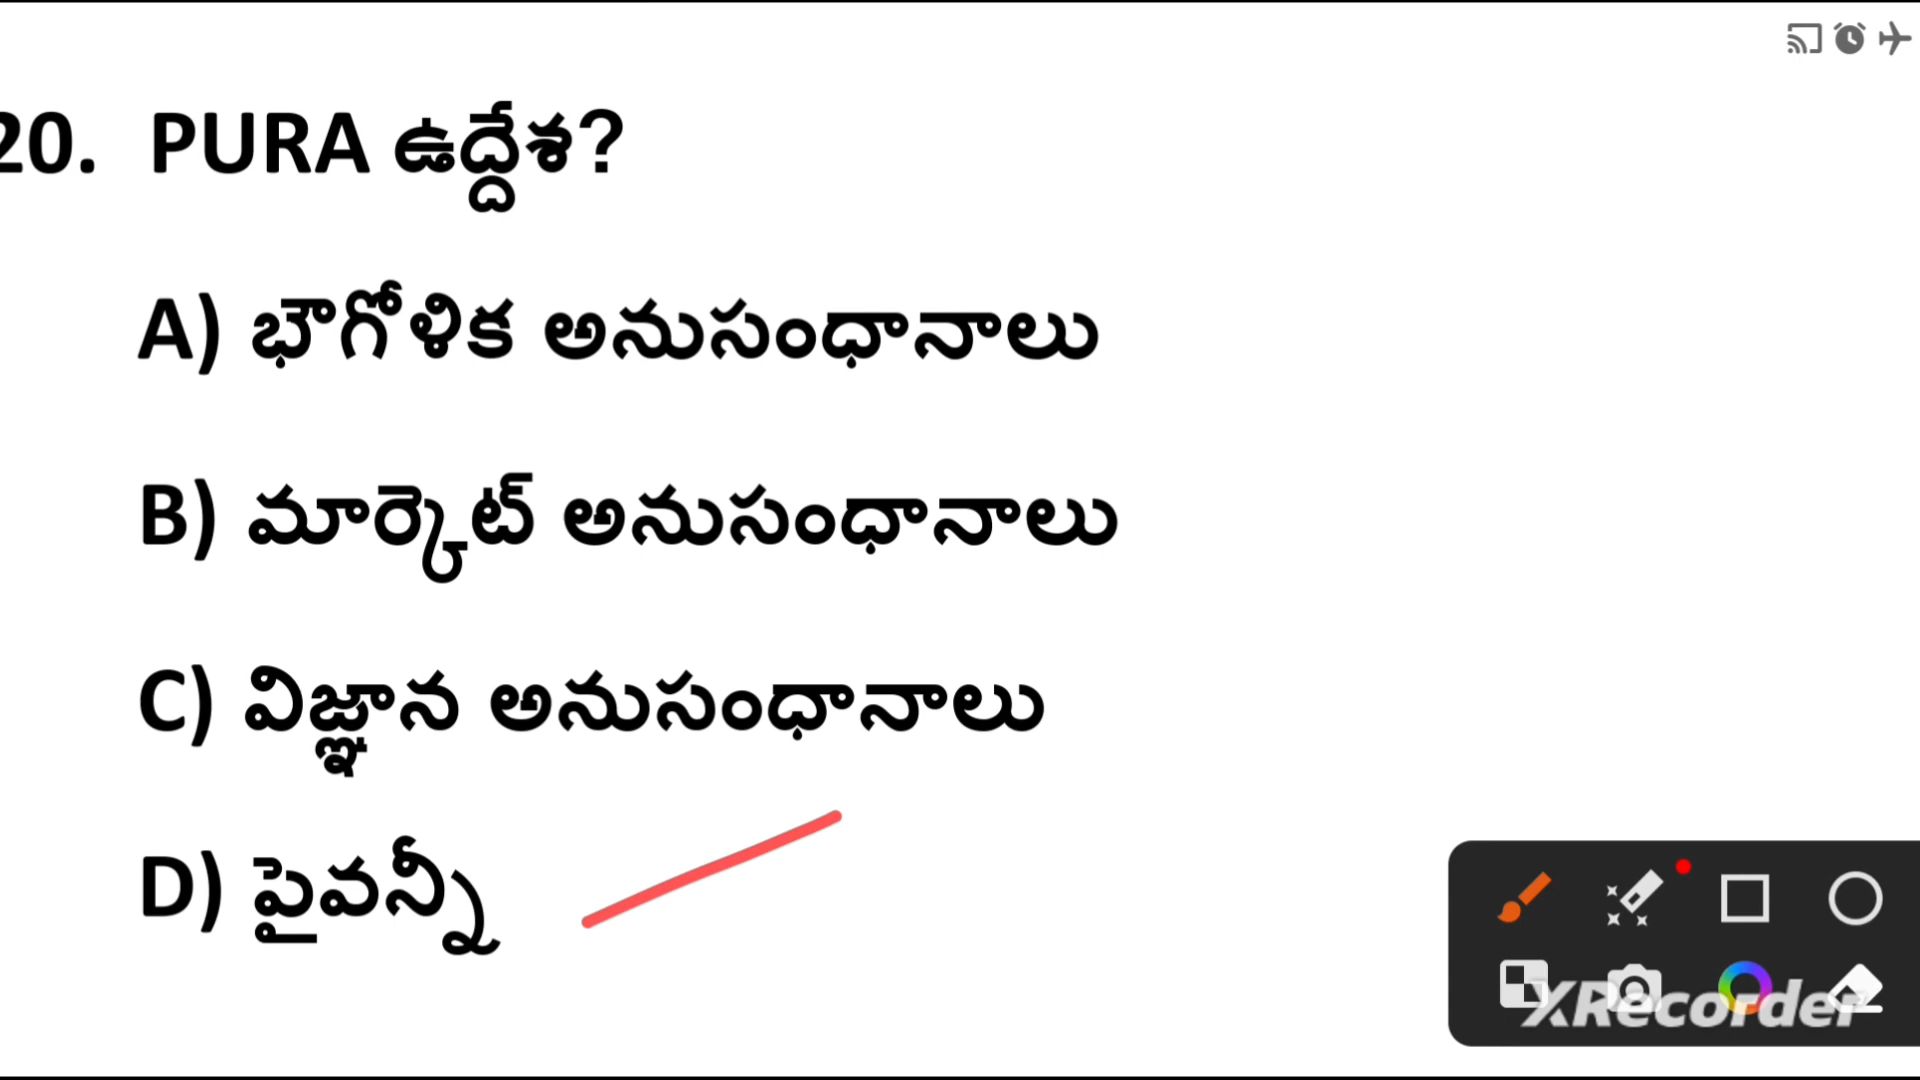 20. PURA ఉద్దేశ?
A) భౌగోళిక అనుసంధానాలు
B) మార్కెట్ అనుసంధానాలు
C) విజ్ఞాన అనుసంధానాలు
D) పైవన్నీ
XRecorder